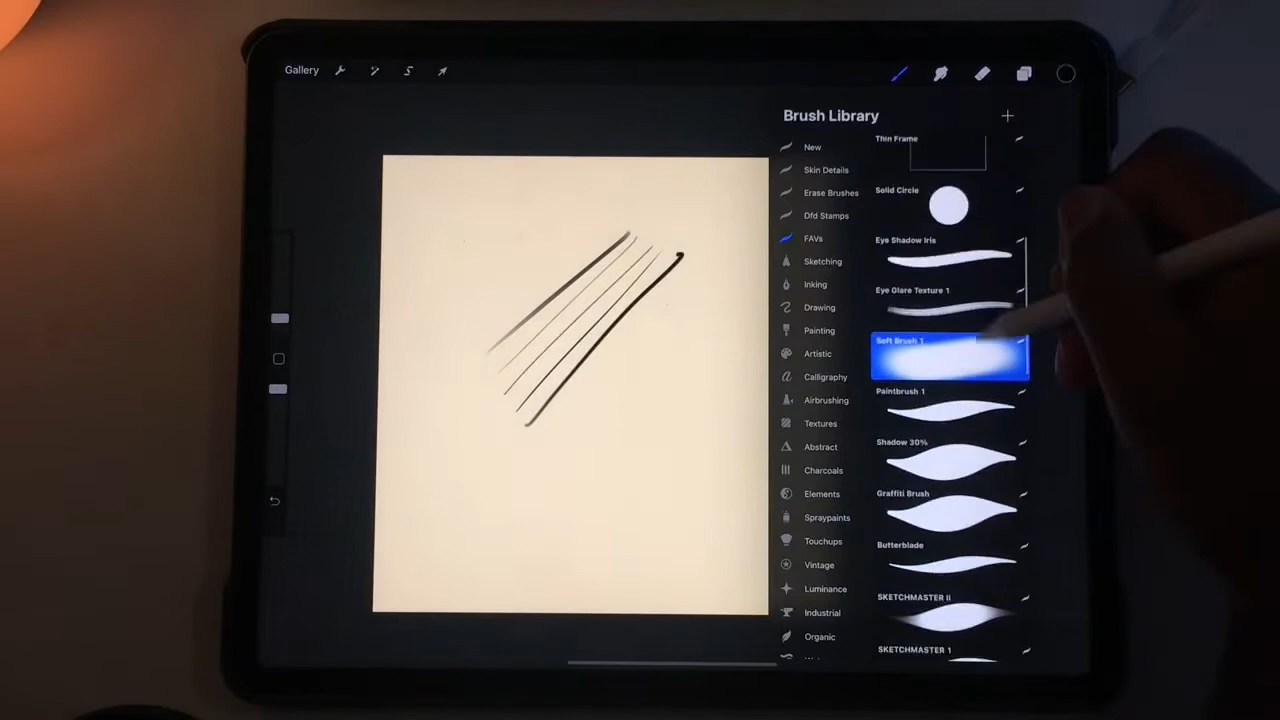 Gallery
Brush Library
New
Skin Details
Erase Brushes
Dfd Stamps
FAVs
Sketching
Inking
Drawing
Painting
Artistic
Calligraphy
Airbrushing
Textures
Abstract
Charcoals
Elements
Spraypaints
Touchups
Vintage
Luminance
Industrial
Organic
Thin Frame
Solid Circle
Eye Shadow Iris
Eye Glare Texture 1
Soft Brush 1
Paintbrush 1
Shadow 30%
Graffiti Brush
Butterblade
SKETCHMASTER II
SKETCHMASTER 1